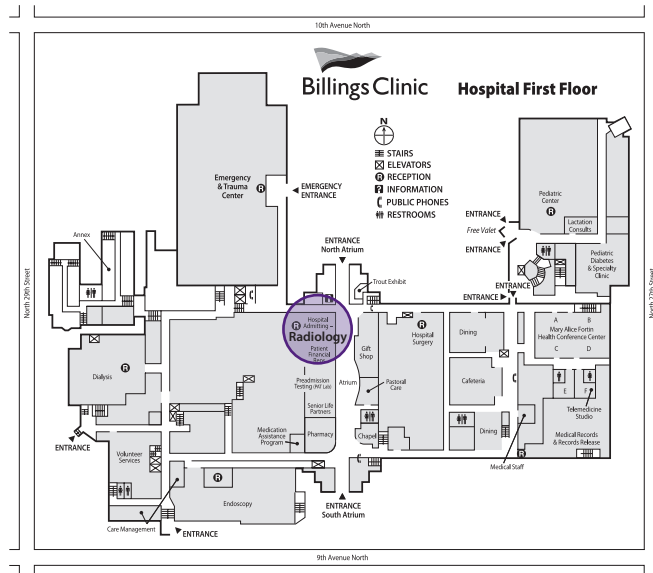 10th Avenue North
Billings Clinic
Hospital First Floor
N
STAIRS
ELEVATORS
R RECEPTION
? INFORMATION
PUBLIC PHONES
RESTROOMS
Emergency
& Trauma
Center
R
EMERGENCY
ENTRANCE
Pediatric
Center
R
Lactation
Consults
ENTRANCE
Free Valet
ENTRANCE
Pediatric
Diabetes
& Specialty
Clinic
ENTRANCE
ENTRANCE
Annex
ENTRANCE
North Atrium
Trout Exhibit
North 29th Street
North 27th Street
R Hospital
Admitting –
Radiology
Patient
Financial
Reps
Gift
Shop
R
Hospital
Surgery
Dining
A
B
Mary Alice Fortin
Health Conference Center
C
D
R
Dialysis
Preadmission
Testing (MT Lab)
Atrium
Pastoral
Care
Cafeteria
E
F
Telemedicine
Studio
Senior Life
Partners
Medication
Assistance
Program
Pharmacy
Chapel
Dining
Medical Records
& Records Release
ENTRANCE
Volunteer
Services
R
Medical Staff
R
Endoscopy
Care Management
ENTRANCE
ENTRANCE
South Atrium
9th Avenue North